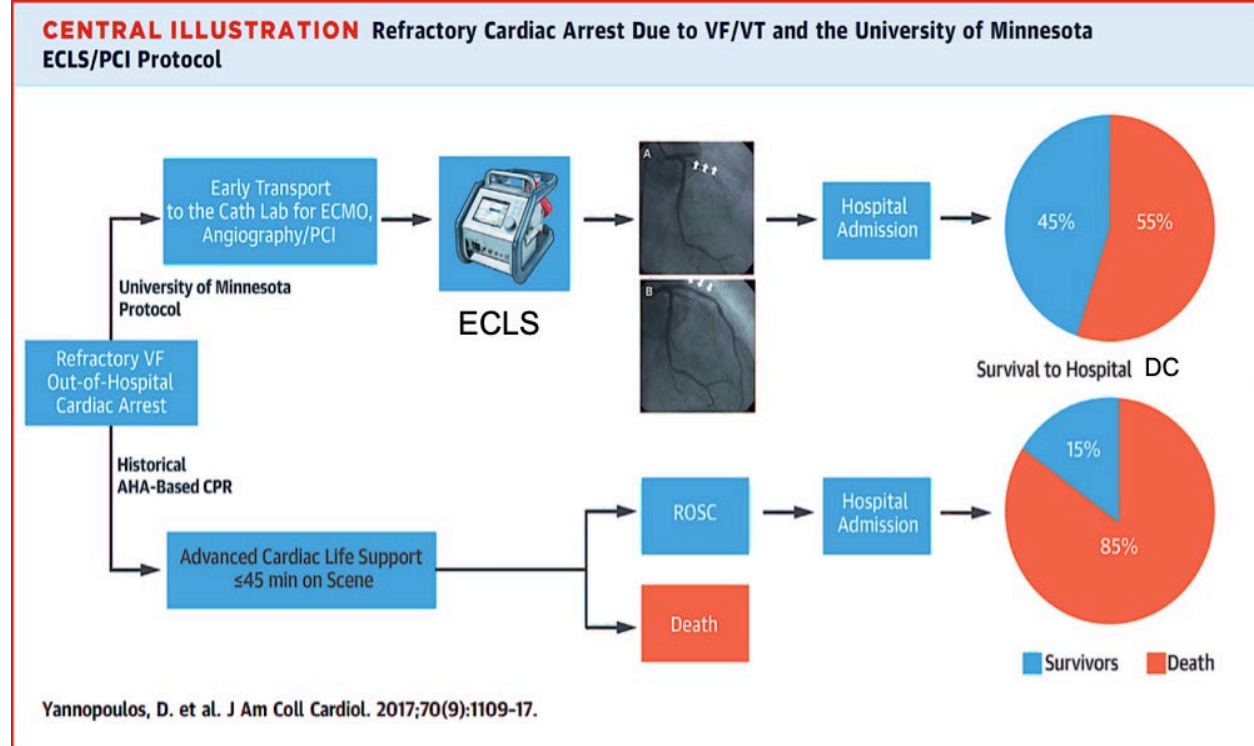 CENTRAL ILLUSTRATION Refractory Cardiac Arrest Due to VF/VT and the University of Minnesota
ECLS/PCI Protocol
Early Transport
to the Cath Lab for ECMO,
Angiography/PCI
ECLS
A
B
Hospital
Admission
45%
55%
Survival to Hospital DC
University of Minnesota
Protocol
Refractory VF
Out-of-Hospital
Cardiac Arrest
Historical
AHA-Based CPR
Advanced Cardiac Life Support
≤45 min on Scene
ROSC
Death
Hospital
Admission
15%
85%
Survivors
Death
Yannopoulos, D. et al. J Am Coll Cardiol. 2017;70(9):1109-17.